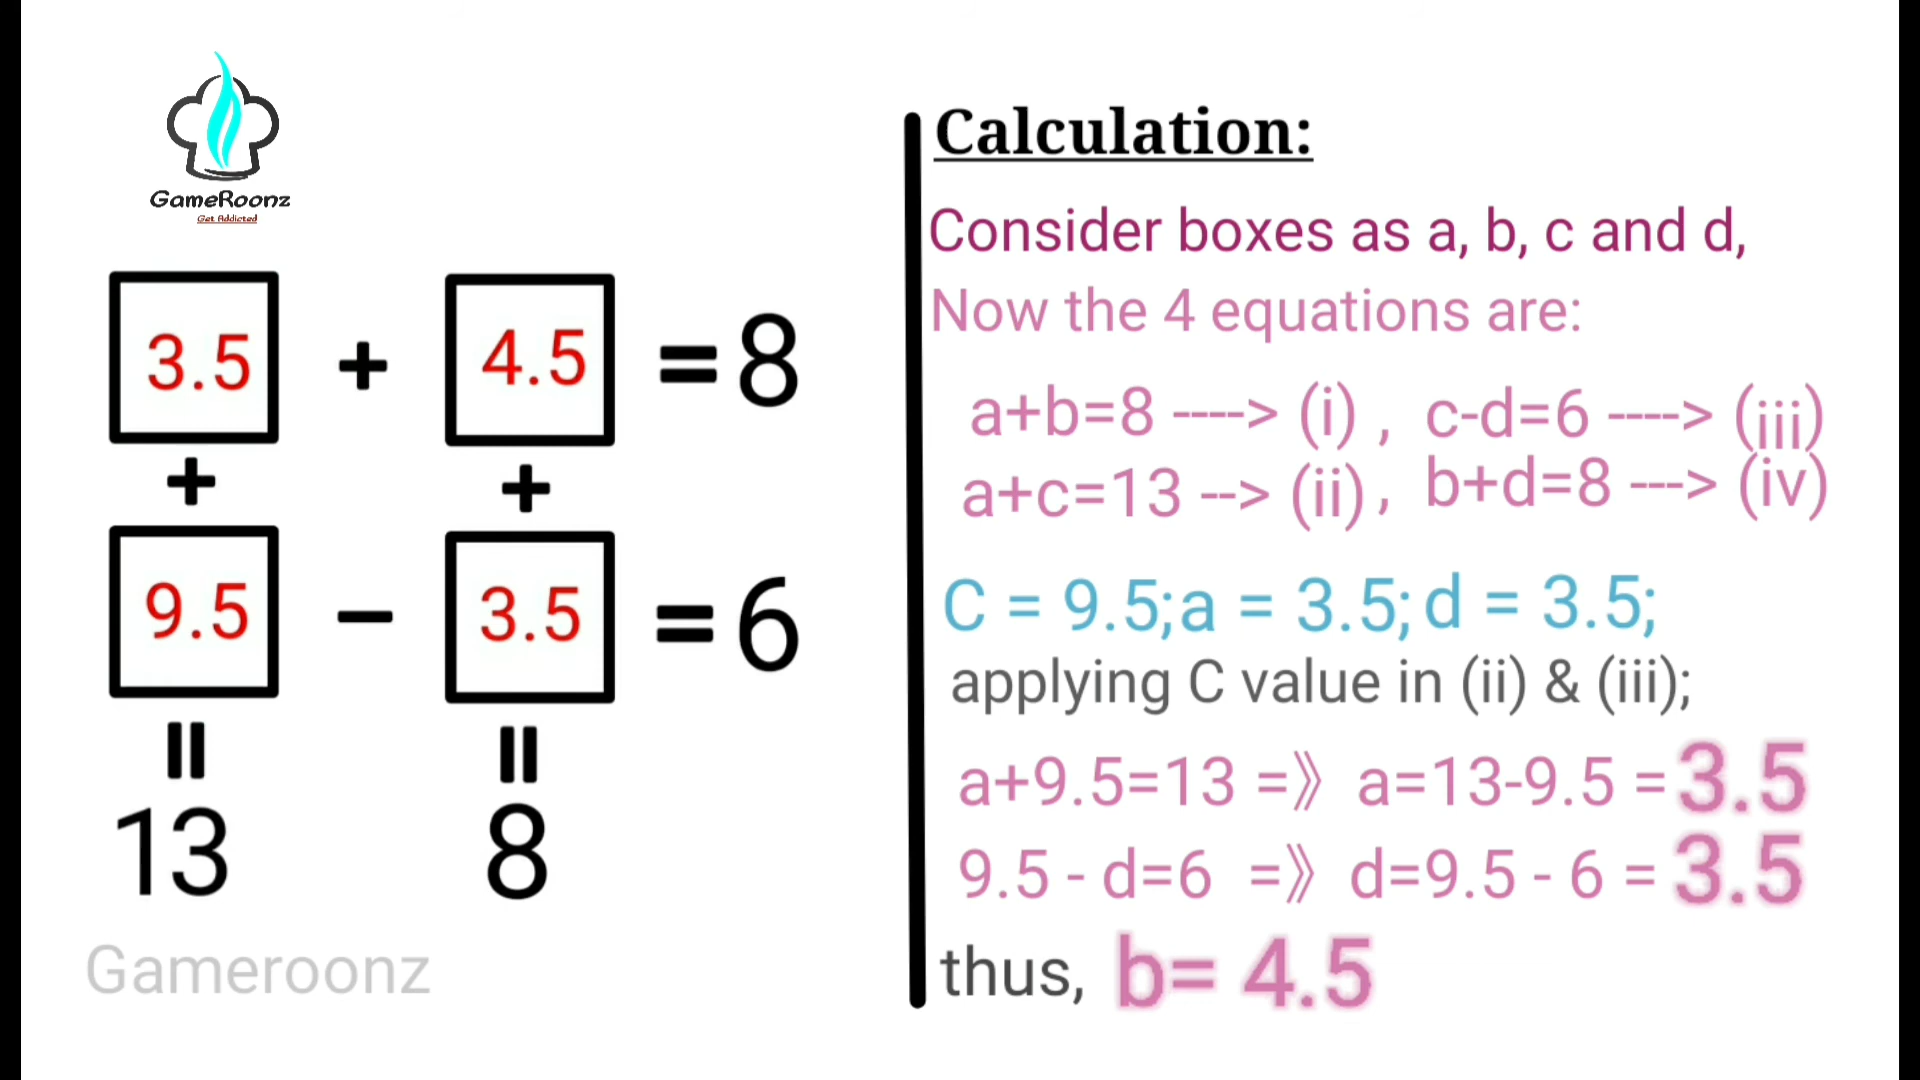 GameRoonz
Get Addicted
3.5 + 4.5 = 8
+ +
9.5 - 3.5 = 6
= =
13 8
Gameroonz
Calculation:
Consider boxes as a, b, c and d,
Now the 4 equations are:
a+b=8 ----> (i) , c-d=6 ----> (iii)
a+c=13 --> (ii) , b+d=8 ---> (iv)
C = 9.5; a = 3.5; d = 3.5;
applying C value in (ii) & (iii);
a+9.5=13 =》 a=13-9.5 = 3.5
9.5 - d=6 =》 d=9.5 - 6 = 3.5
thus, b= 4.5